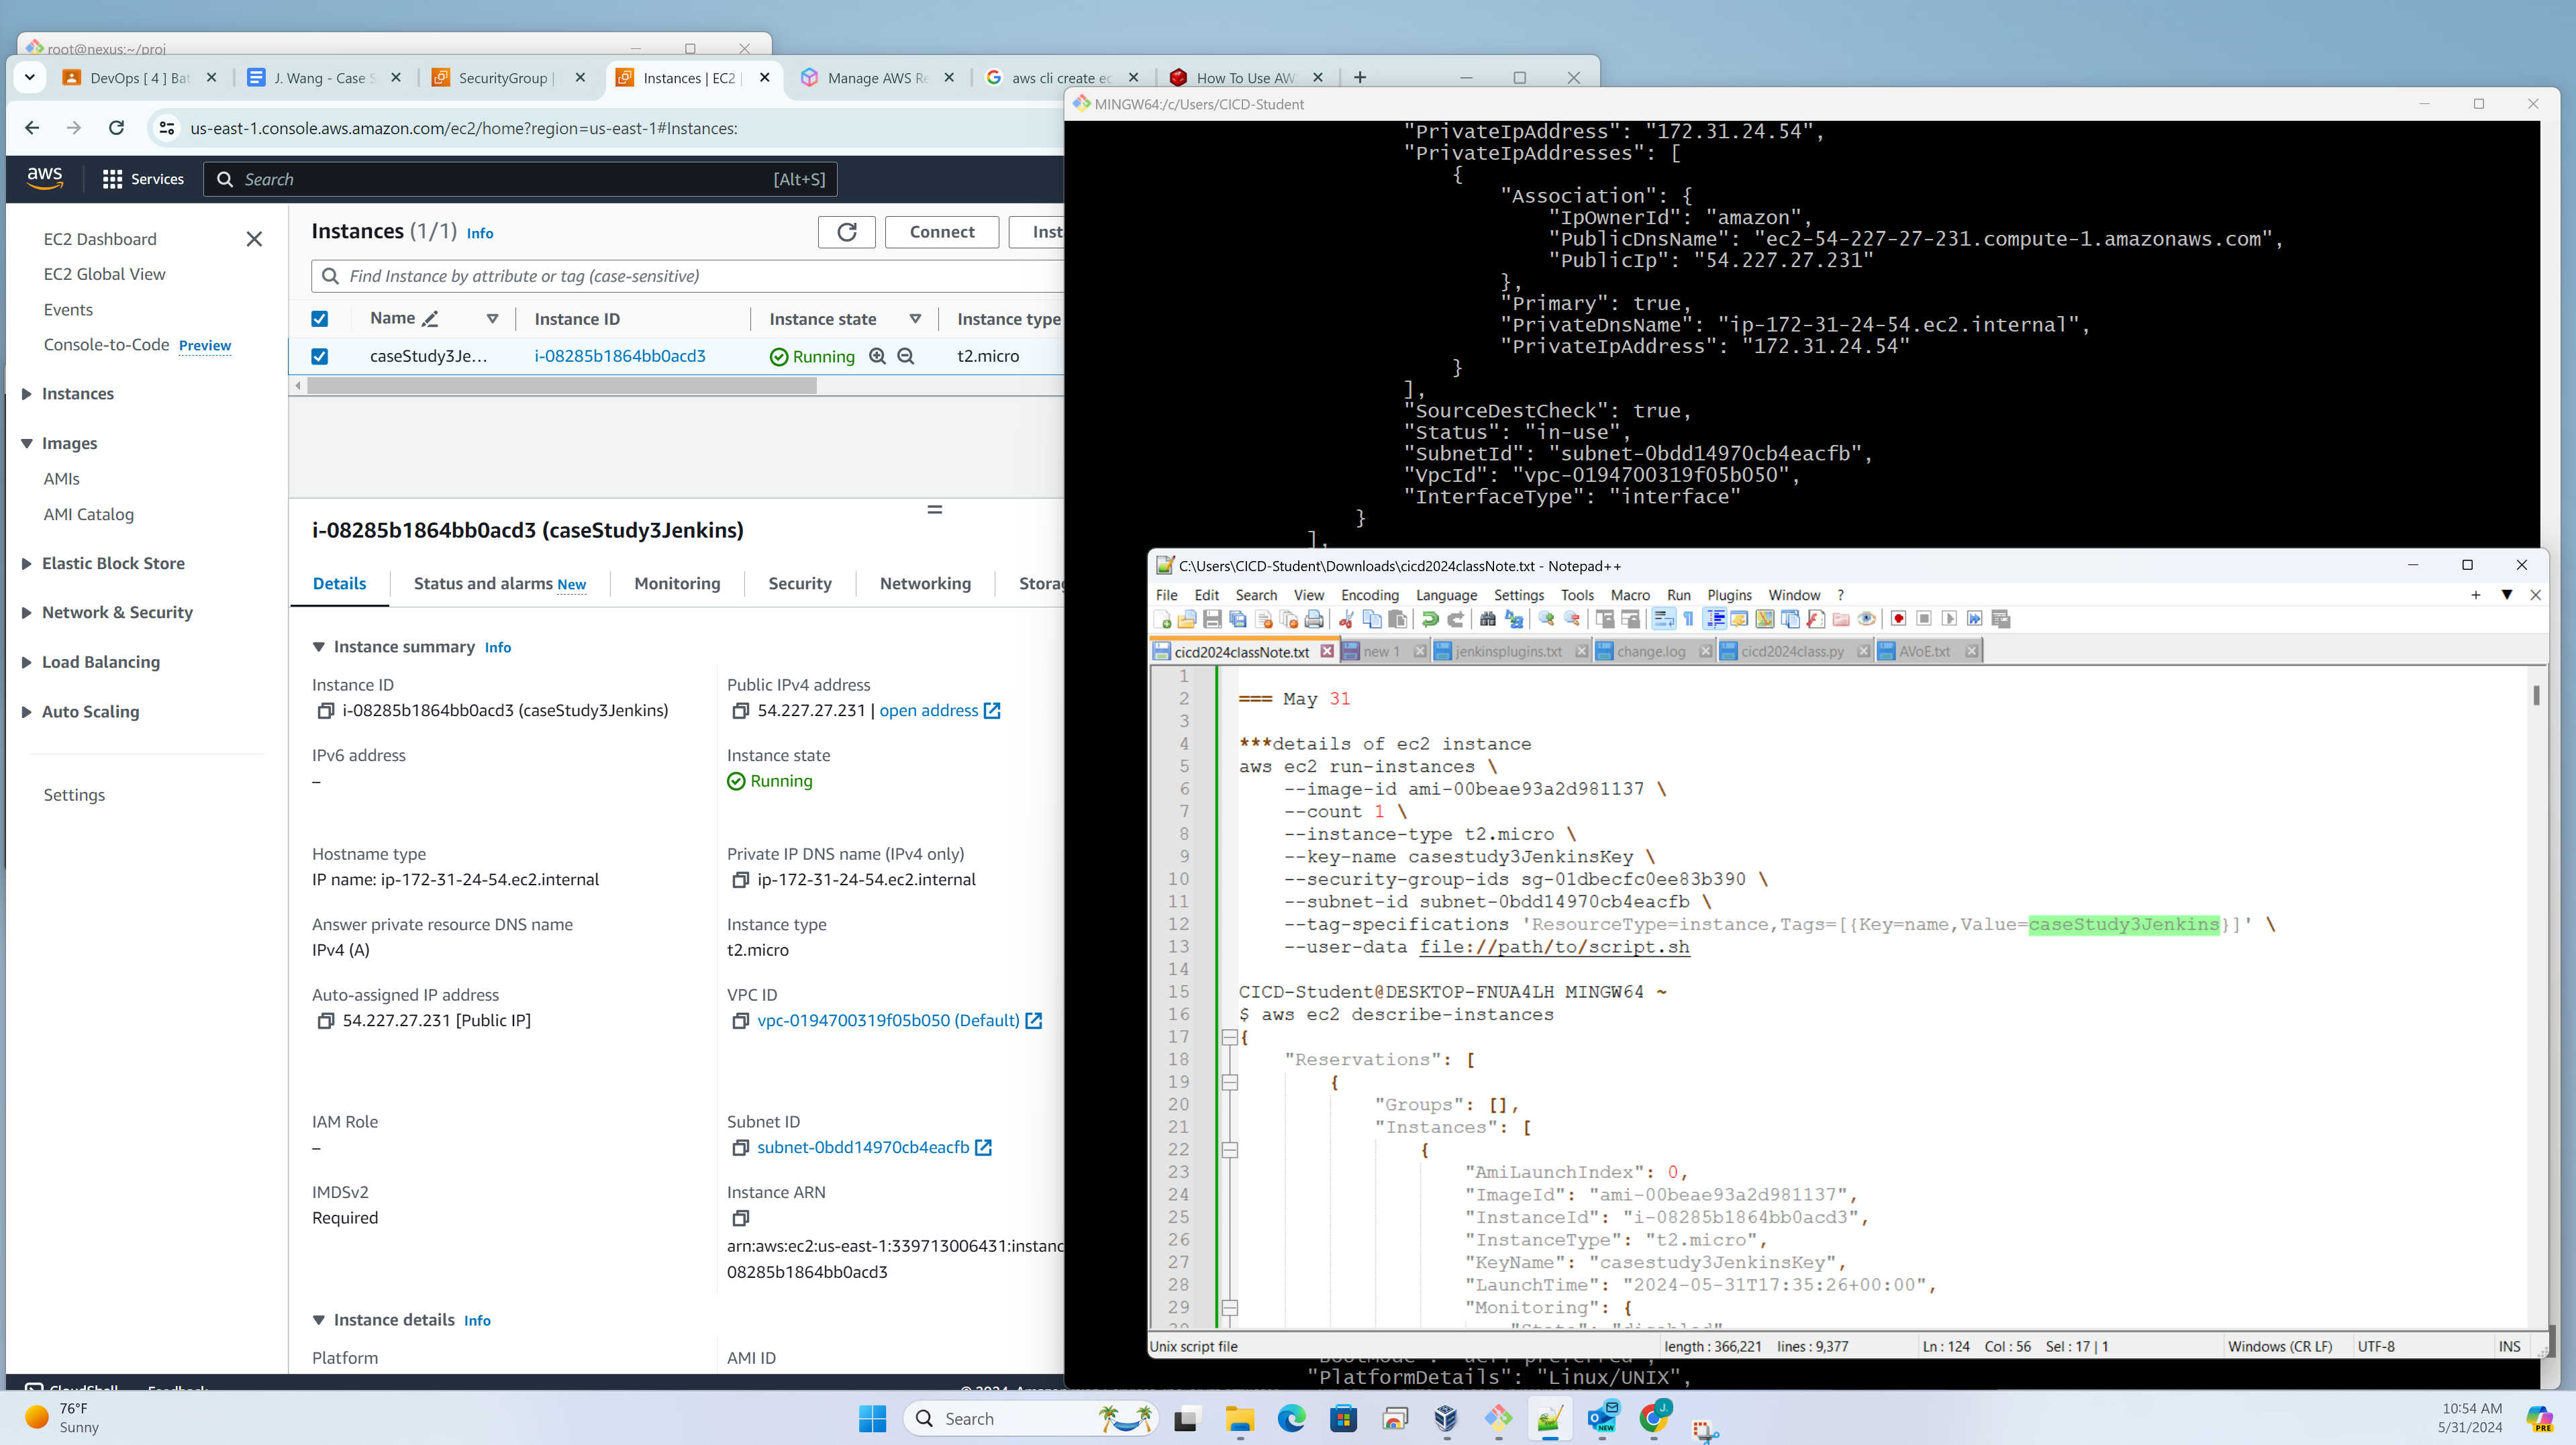 root@nexus:~/proj
DevOps [ 4 ] Bat
J. Wang - Case S
SecurityGroup |
Instances | EC2 |
Manage AWS Re
aws cli create ec
How To Use AW
us-east-1.console.aws.amazon.com/ec2/home?region=us-east-1#Instances:
aws
Services
Search
[Alt+S]
EC2 Dashboard
EC2 Global View
Events
Console-to-Code Preview
Instances
Images
AMIs
AMI Catalog
Elastic Block Store
Network & Security
Load Balancing
Auto Scaling
Settings
Instances (1/1) Info
Connect
Inst
Find Instance by attribute or tag (case-sensitive)
Name
Instance ID
Instance state
Instance type
caseStudy3Je...
i-08285b1864bb0acd3
Running
t2.micro
i-08285b1864bb0acd3 (caseStudy3Jenkins)
Details
Status and alarms New
Monitoring
Security
Networking
Storag
Instance summary Info
Instance ID
i-08285b1864bb0acd3 (caseStudy3Jenkins)
Public IPv4 address
54.227.27.231 | open address
IPv6 address
–
Instance state
Running
Hostname type
IP name: ip-172-31-24-54.ec2.internal
Private IP DNS name (IPv4 only)
ip-172-31-24-54.ec2.internal
Answer private resource DNS name
IPv4 (A)
Instance type
t2.micro
Auto-assigned IP address
54.227.27.231 [Public IP]
VPC ID
vpc-0194700319f05b050 (Default)
IAM Role
–
Subnet ID
subnet-0bdd14970cb4eacfb
IMDSv2
Required
Instance ARN
arn:aws:ec2:us-east-1:339713006431:instanc
08285b1864bb0acd3
Instance details Info
Platform
AMI ID
CloudShell
Feedback
MINGW64:/c/Users/CICD-Student
"PrivateIpAddress": "172.31.24.54",
"PrivateIpAddresses": [
{
"Association": {
"IpOwnerId": "amazon",
"PublicDnsName": "ec2-54-227-27-231.compute-1.amazonaws.com",
"PublicIp": "54.227.27.231"
},
"Primary": true,
"PrivateDnsName": "ip-172-31-24-54.ec2.internal",
"PrivateIpAddress": "172.31.24.54"
}
],
"SourceDestCheck": true,
"Status": "in-use",
"SubnetId": "subnet-0bdd14970cb4eacfb",
"VpcId": "vpc-0194700319f05b050",
"InterfaceType": "interface"
}
],
C:\Users\CICD-Student\Downloads\cicd2024classNote.txt - Notepad++
File Edit Search View Encoding Language Settings Tools Macro Run Plugins Window ?
cicd2024classNote.txt
new 1
jenkinsplugins.txt
change.log
cicd2024class.py
AVoE.txt
1
2 === May 31
3
4 ***details of ec2 instance
5 aws ec2 run-instances \
6 --image-id ami-00beae93a2d981137 \
7 --count 1 \
8 --instance-type t2.micro \
9 --key-name casestudy3JenkinsKey \
10 --security-group-ids sg-01dbecfc0ee83b390 \
11 --subnet-id subnet-0bdd14970cb4eacfb \
12 --tag-specifications 'ResourceType=instance,Tags=[{Key=name,Value=caseStudy3Jenkins}]' \
13 --user-data file://path/to/script.sh
14
15 CICD-Student@DESKTOP-FNUA4LH MINGW64 ~
16 $ aws ec2 describe-instances
17 {
18 "Reservations": [
19 {
20 "Groups": [],
21 "Instances": [
22 {
23 "AmiLaunchIndex": 0,
24 "ImageId": "ami-00beae93a2d981137",
25 "InstanceId": "i-08285b1864bb0acd3",
26 "InstanceType": "t2.micro",
27 "KeyName": "casestudy3JenkinsKey",
28 "LaunchTime": "2024-05-31T17:35:26+00:00",
29 "Monitoring": {
Unix script file
length : 366,221 lines : 9,377
Ln : 124 Col : 56 Sel : 17 | 1
Windows (CR LF)
UTF-8
INS
"PlatformDetails": "Linux/UNIX",
76°F
Sunny
Search
10:54 AM
5/31/2024